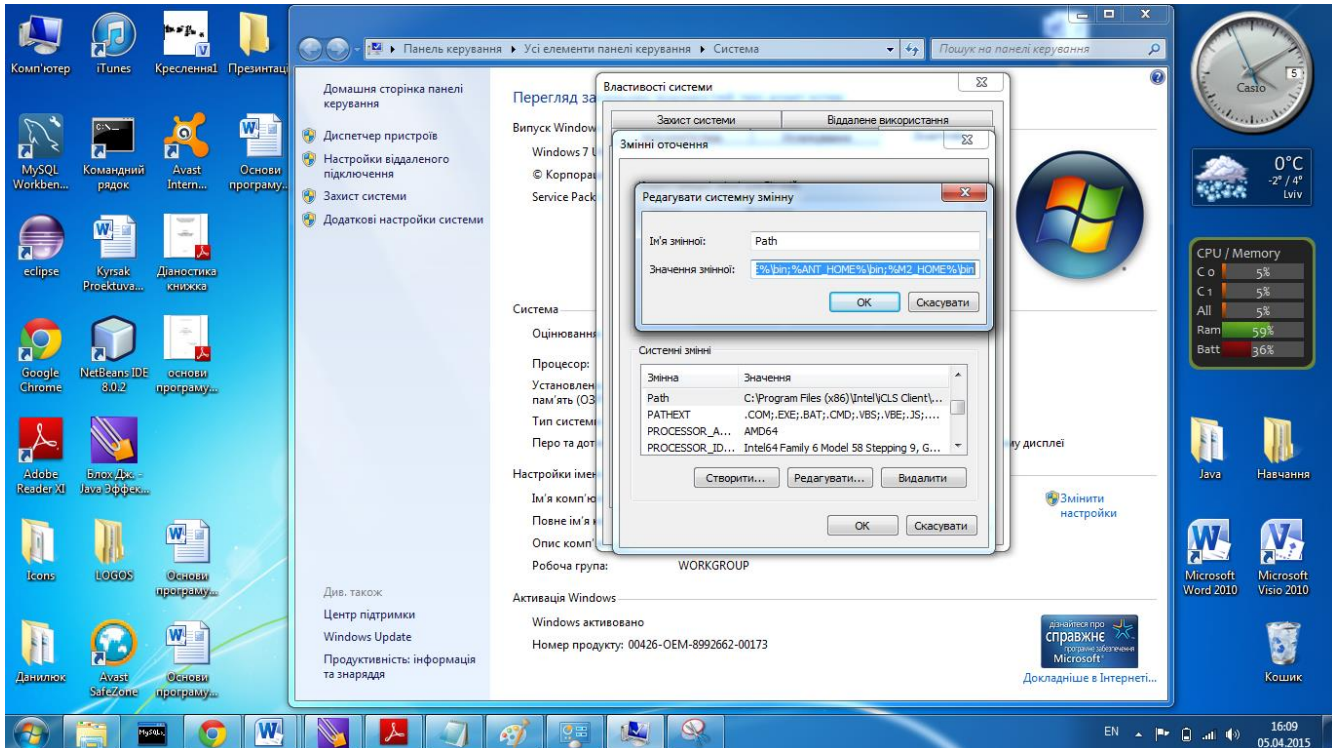 Комп'ютер
iTunes
Креслення1
Презинтаці
MySQL Workben...
Командний рядок
Avast Intern...
Основи програму...
eclipse
Kyrsak Proektuva...
Діаностика книжка
Google Chrome
NetBeans IDE 8.0.2
основи програму...
Adobe Reader XI
Блох Дж. - Java Эффек...
Icons
LOGOS
Основи програму...
Данилюк
Avast SafeZone
Основи програму...
Панель керування ▸ Усі елементи панелі керування ▸ Система
Пошук на панелі керування
Домашня сторінка панелі
керування
Диспетчер пристроїв
Настройки віддаленого
підключення
Захист системи
Додаткові настройки системи
Див. також
Центр підтримки
Windows Update
Продуктивність: інформація
та знаряддя
Перегляд за
Випуск Window
Windows 7 U
© Корпорац
Service Pack
Система
Оцінювання
Процесор:
Установлен
пам'ять (ОЗ
Тип систем
Перо та дот
му дисплеї
Настройки імен
Ім'я комп'ю
Повне ім'я
Опис комп'
Робоча група: WORKGROUP
Змінити
настройки
Активація Windows
Windows активовано
Номер продукту: 00426-OEM-8992662-00173
дізнайтеся про
справжнє
програмне забезпечення
Microsoft
Докладніше в Інтернеті...
Властивості системи
Захист системи Віддалене використання
Змінні оточення
Редагувати системну змінну
Ім'я змінної: Path
Значення змінної: E%\bin;%ANT_HOME%\bin;%M2_HOME%\bin
OK Скасувати
Системні змінні
Змінна Значення
Path C:\Program Files (x86)\Intel\iCLS Client\...
PATHEXT .COM;.EXE;.BAT;.CMD;.VBS;.VBE;.JS;....
PROCESSOR_A... AMD64
PROCESSOR_ID... Intel64 Family 6 Model 58 Stepping 9, G...
Створити... Редагувати... Видалити
OK Скасувати
Casio
5
0°C
-2° / 4°
Lviv
CPU / Memory
C 0 5%
C 1 5%
All 5%
Ram 59%
Batt 36%
Java
Навчання
Microsoft Word 2010
Microsoft Visio 2010
Кошик
MySQL
EN
16:09
05.04.2015